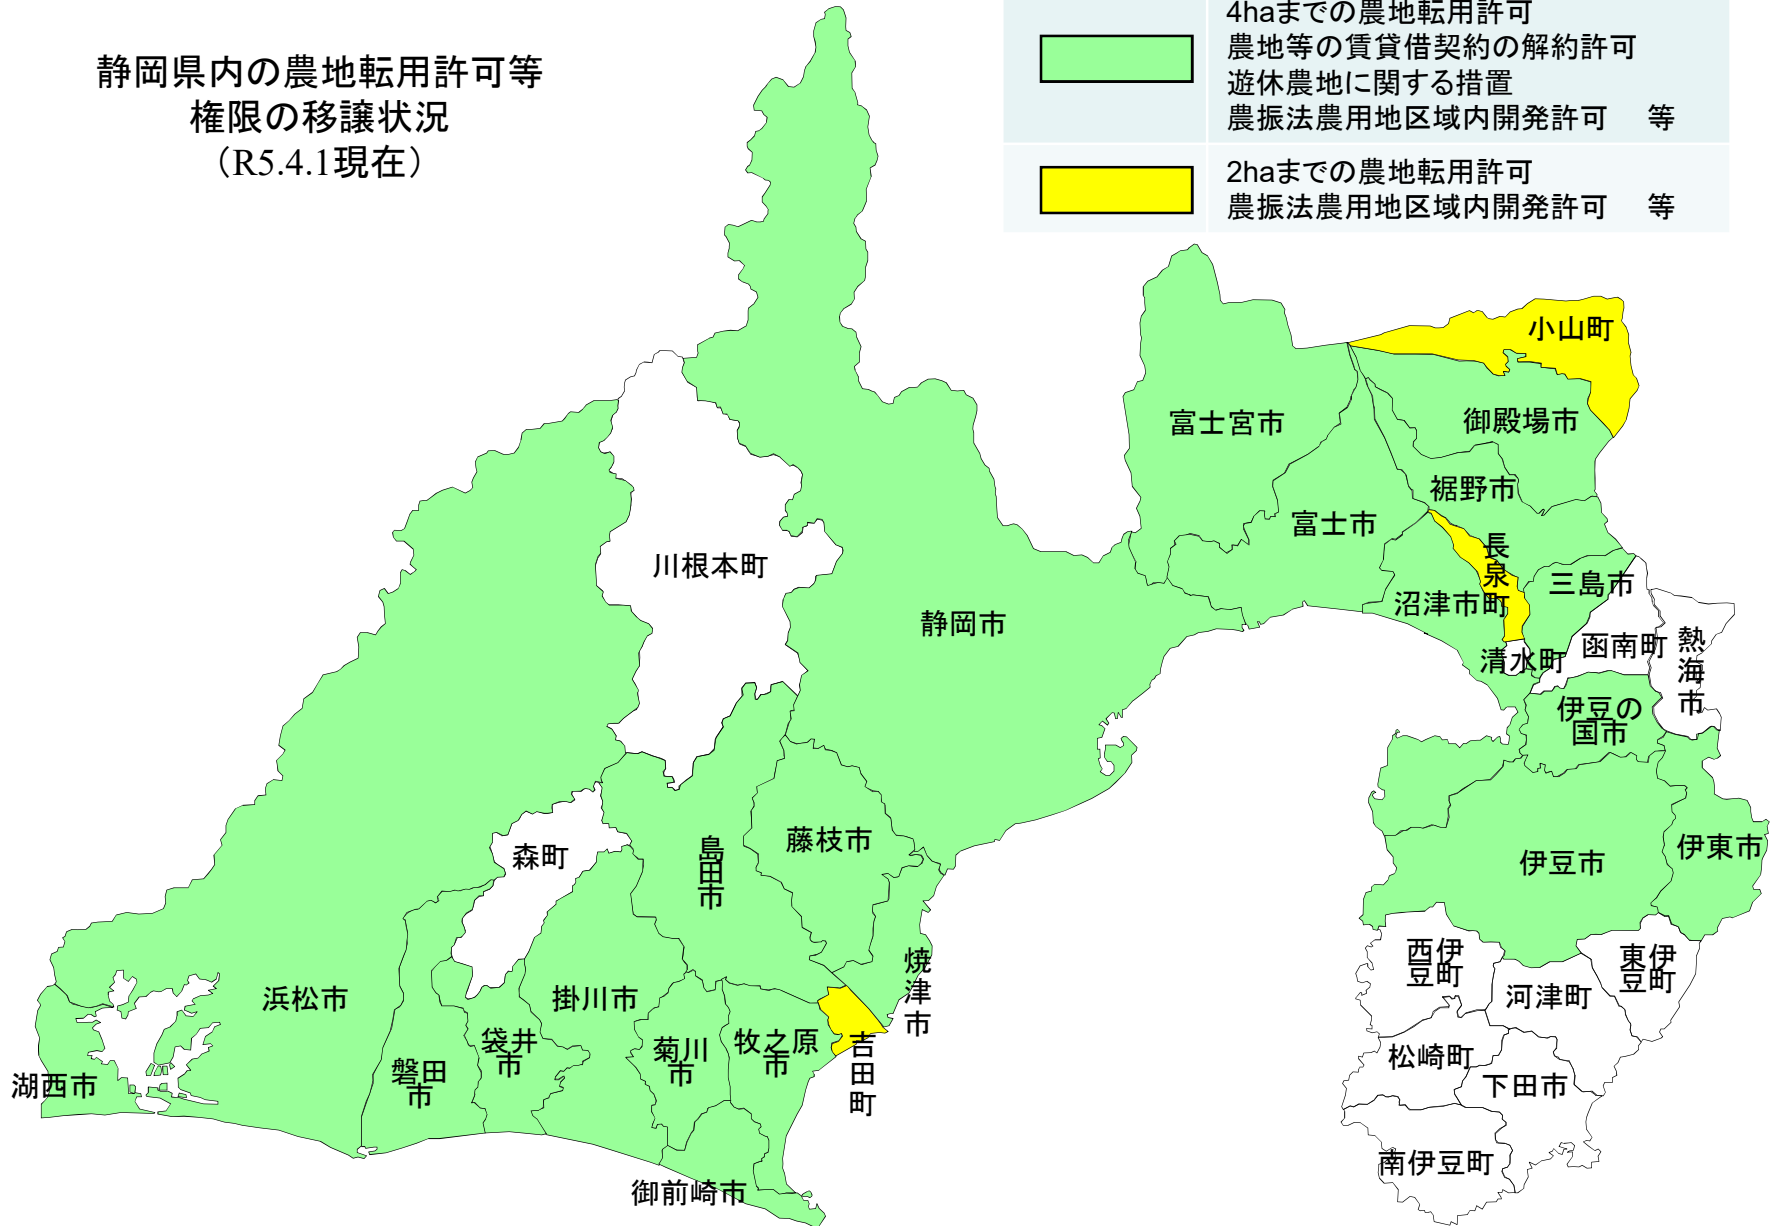 静岡県内の農地転用許可等
権限の移譲状況
（R5.4.1現在）
4haまでの農地転用許可
農地等の賃貸借契約の解約許可
遊休農地に関する措置
農振法農用地区域内開発許可　等
2haまでの農地転用許可
農振法農用地区域内開発許可　等
小山町
富士宮市
御殿場市
裾野市
富士市
長泉町
三島市
沼津市
川根本町
静岡市
清水町
函南町
熱海市
伊豆の
国市
藤枝市
島田市
森町
伊豆市
伊東市
焼津市
西伊
豆町
東伊
豆町
河津町
浜松市
掛川市
袋井
市
菊川
市
牧之原
市
吉田町
磐田
市
湖西市
松崎町
下田市
南伊豆町
御前崎市